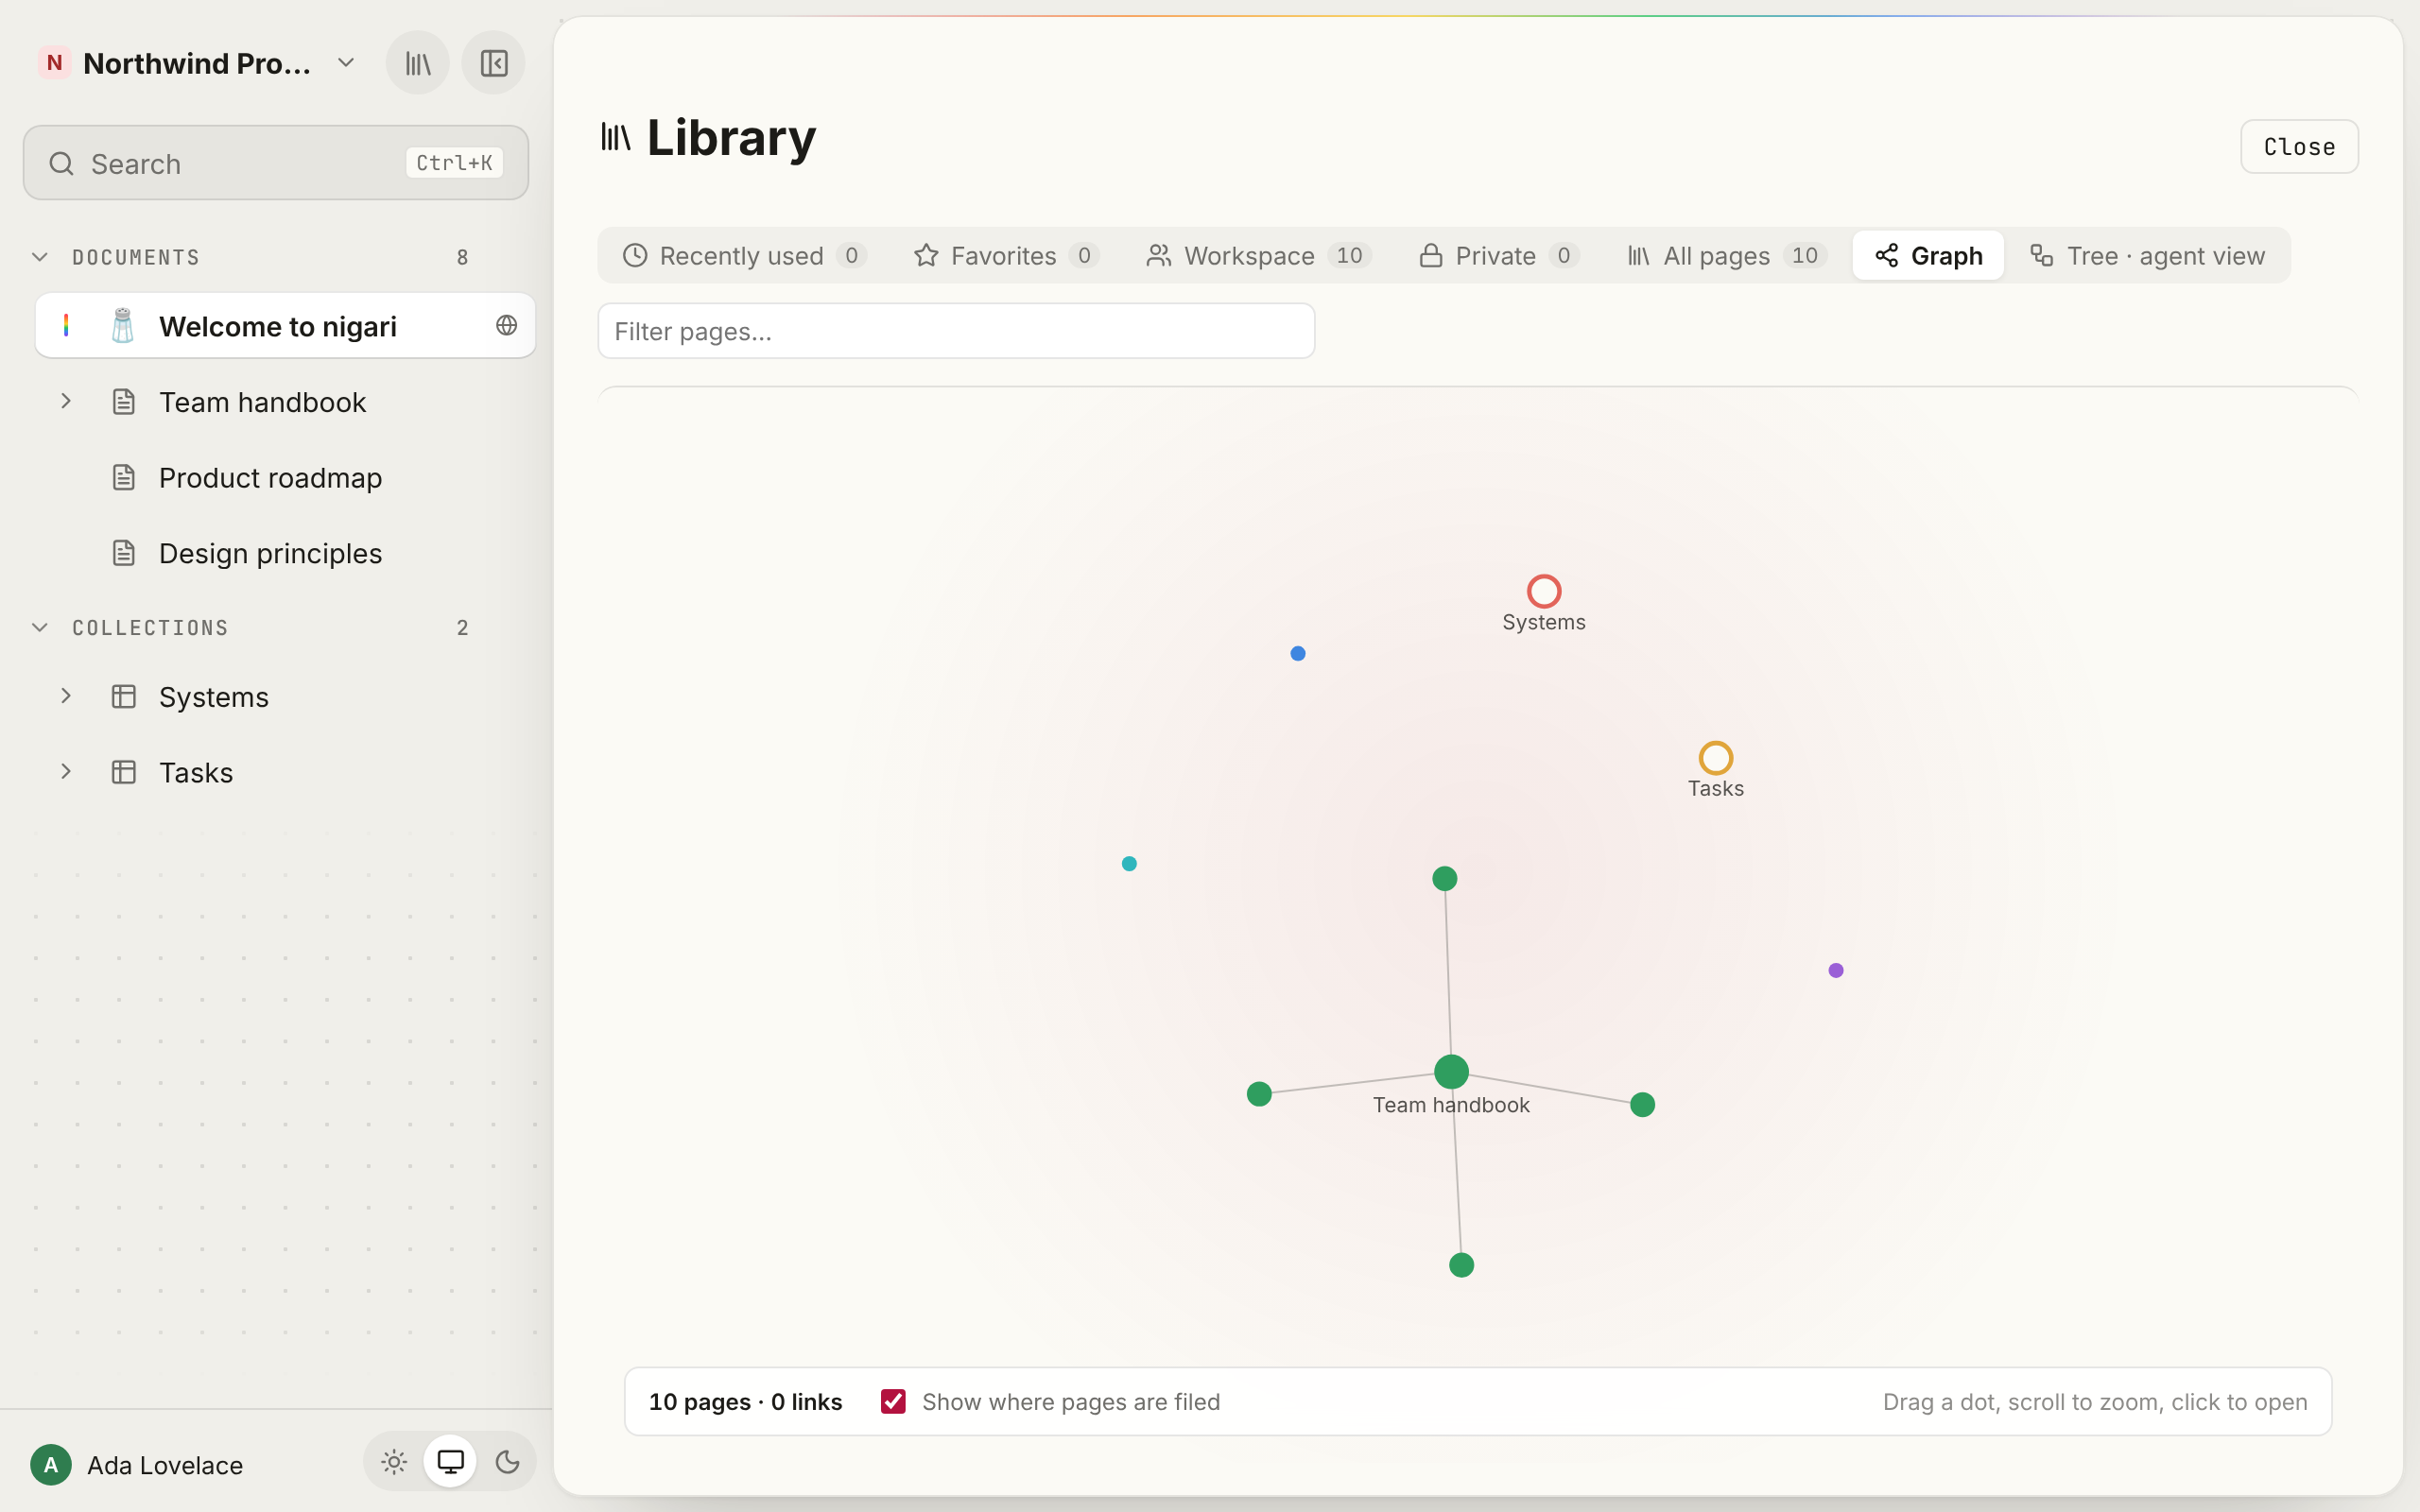 N Northwind Pro...
Search Ctrl+K
DOCUMENTS 8
Welcome to nigari
Team handbook
Product roadmap
Design principles
COLLECTIONS 2
Systems
Tasks
A Ada Lovelace
Library
Close
Recently used 0 Favorites 0 Workspace 10 Private 0 All pages 10 Graph Tree · agent view
Filter pages...
Systems
Tasks
Team handbook
10 pages · 0 links Show where pages are filed Drag a dot, scroll to zoom, click to open